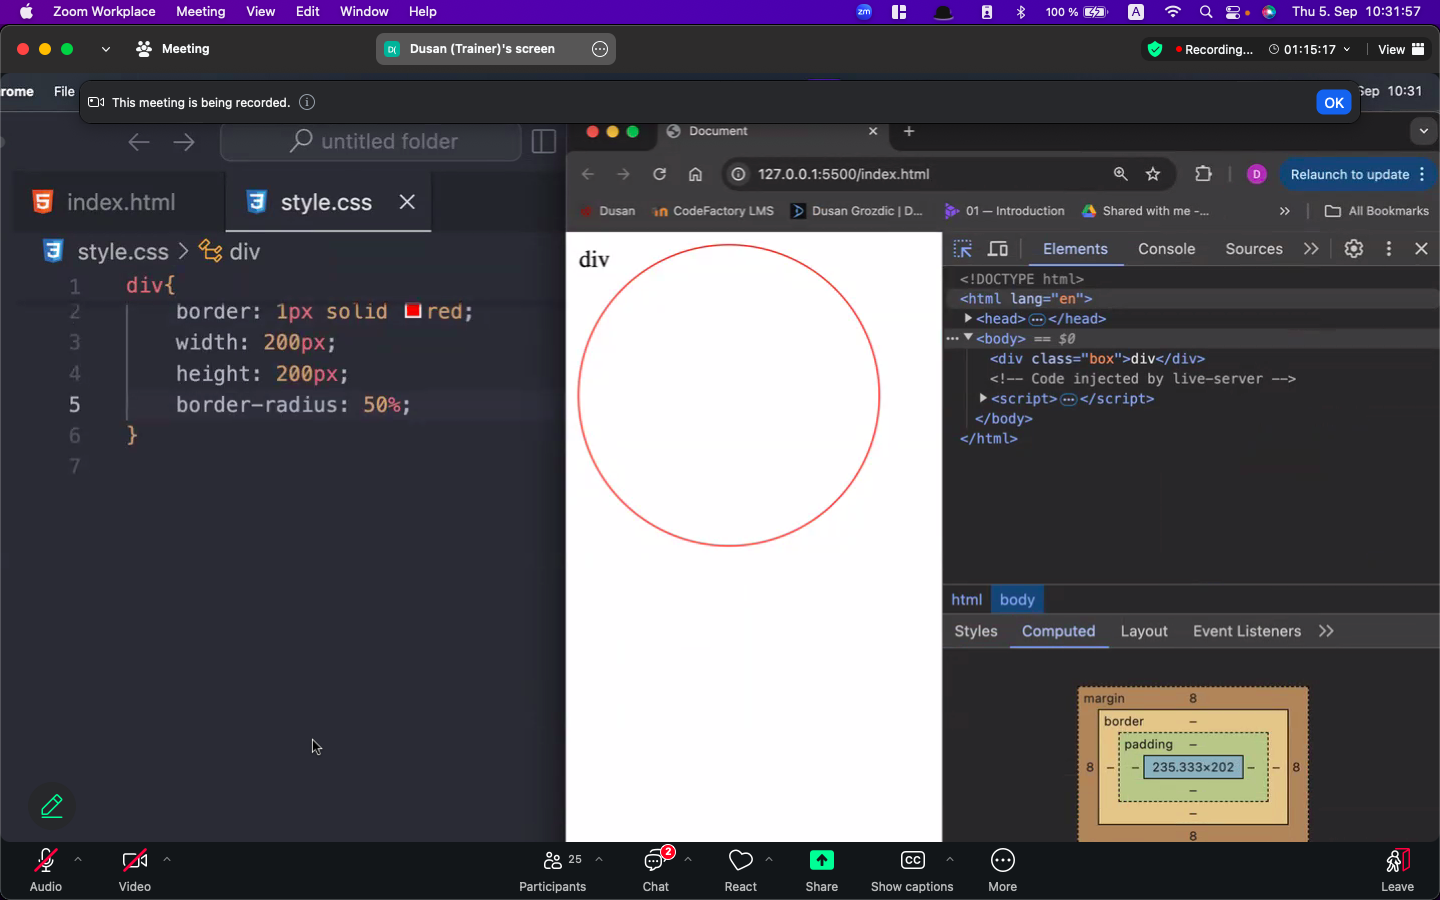 Zoom Workplace Meeting View Edit Window Help
zm 100 % A Thu 5. Sep 10:31:57
Meeting
D( Dusan (Trainer)'s screen
Recording... 01:15:17 View
rome File
Sep 10:31
This meeting is being recorded.
OK
untitled folder
index.html
style.css
style.css > div
1 div{
2 border: 1px solid red;
3 width: 200px;
4 height: 200px;
5 border-radius: 50%;
6 }
7
Document
127.0.0.1:5500/index.html
D Relaunch to update
Dusan
CodeFactory LMS
Dusan Grozdic | D...
01 — Introduction
Shared with me -...
All Bookmarks
div
Elements Console Sources
<!DOCTYPE html>
<html lang="en">
<head> </head>
<body> == $0
<div class="box">div</div>
<!-- Code injected by live-server -->
<script> </script>
</body>
</html>
html body
Styles Computed Layout Event Listeners
margin 8
border –
padding –
8 – – 235.333×202 – – 8
–
–
8
Audio
Video
25
Participants
2
Chat
React
Share
CC
Show captions
More
Leave